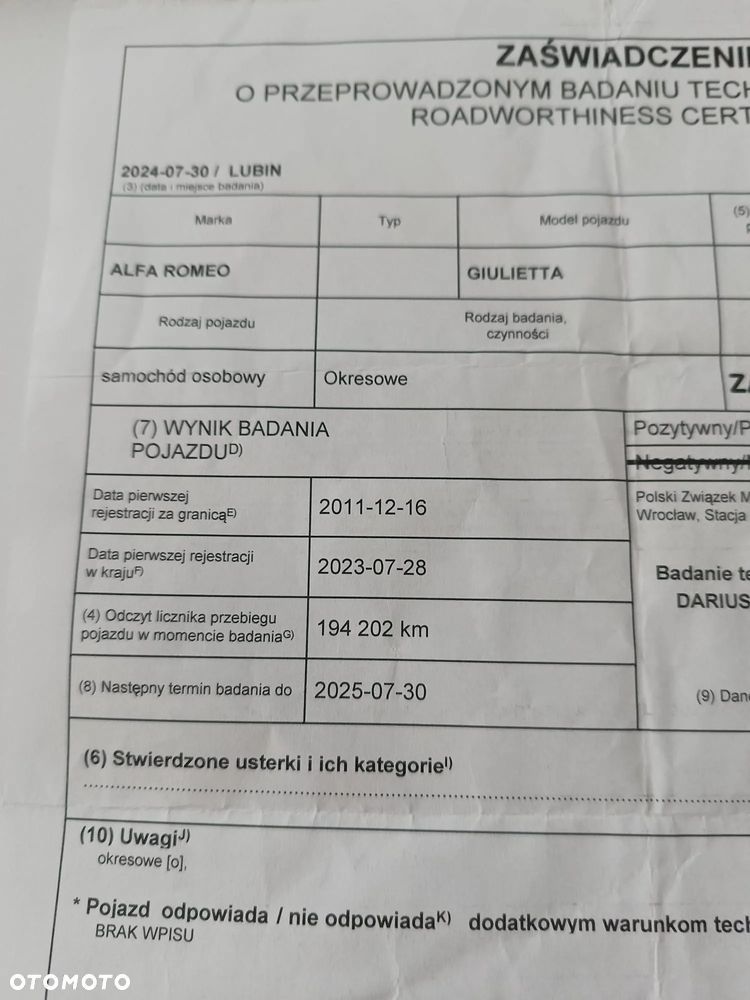 ZAŚWIADCZENI
O PRZEPROWADZONYM BADANIU TECH
ROADWORTHINESS CERT
2024-07-30 / LUBIN
(3) (data i miejsce badania)
Marka Typ Model pojazdu (5)
ALFA ROMEO GIULIETTA
Rodzaj pojazdu Rodzaj badania,
czynności
samochód osobowy Okresowe
(7) WYNIK BADANIA
POJAZDU D)
Pozytywny/P
Negatywny/
Data pierwszej
rejestracji za granicą E)
2011-12-16
Polski Związek M
Wrocław, Stacja
Data pierwszej rejestracji
w kraju F)
2023-07-28
Badanie te
DARIUS
(4) Odczyt licznika przebiegu
pojazdu w momencie badania G)
194 202 km
(8) Następny termin badania do 2025-07-30
(9) Dan
(6) Stwierdzone usterki i ich kategorie I)
(10) Uwagi J)
okresowe [o],
* Pojazd odpowiada / nie odpowiada K) dodatkowym warunkom tech
BRAK WPISU
OTOMOTO